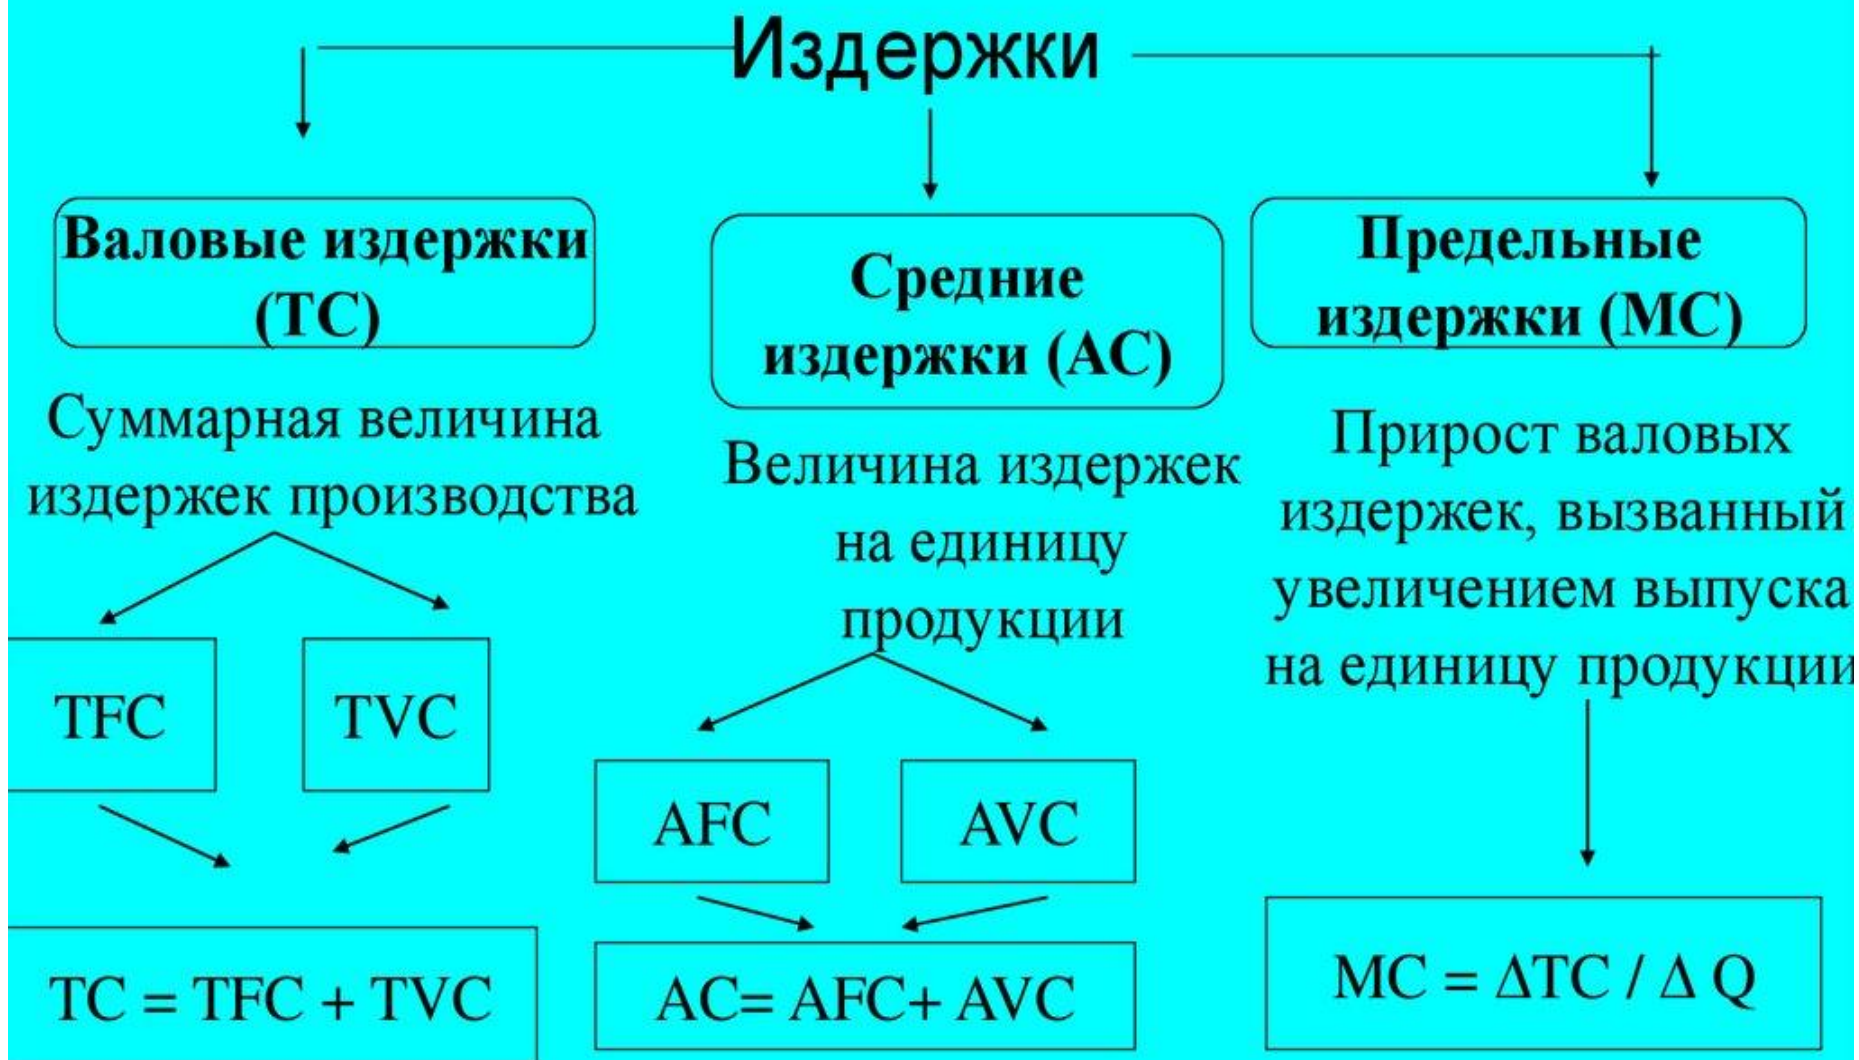 Издержки
Валовые издержки
(TC)
Суммарная величина
издержек производства
TFC
TVC
TC = TFC + TVC
Средние
издержки (AC)
Величина издержек
на единицу
продукции
AFC
AVC
AC= AFC+ AVC
Предельные
издержки (MC)
Прирост валовых
издержек, вызванный
увеличением выпуска
на единицу продукции
MC = ΔTC / Δ Q